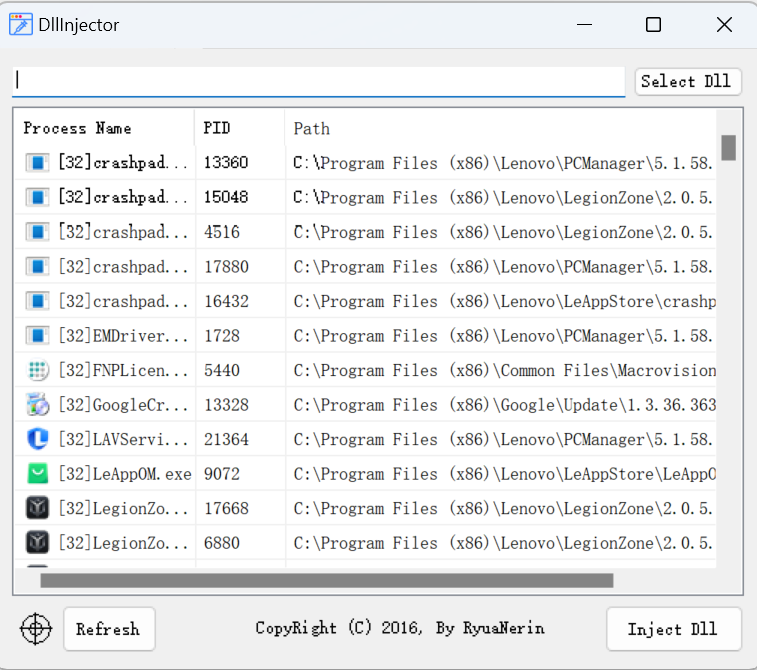 DllInjector
Select Dll
Process Name PID Path
[32]crashpad... 13360 C:\Program Files (x86)\Lenovo\PCManager\5.1.58.
[32]crashpad... 15048 C:\Program Files (x86)\Lenovo\LegionZone\2.0.5.
[32]crashpad... 4516 C:\Program Files (x86)\Lenovo\LegionZone\2.0.5.
[32]crashpad... 17880 C:\Program Files (x86)\Lenovo\PCManager\5.1.58.
[32]crashpad... 16432 C:\Program Files (x86)\Lenovo\LeAppStore\crashp
[32]EMDriver... 1728 C:\Program Files (x86)\Lenovo\PCManager\5.1.58.
[32]FNPLicen... 5440 C:\Program Files (x86)\Common Files\Macrovision
[32]GoogleCr... 13328 C:\Program Files (x86)\Google\Update\1.3.36.363
[32]LAVServi... 21364 C:\Program Files (x86)\Lenovo\PCManager\5.1.58.
[32]LeAppOM.exe 9072 C:\Program Files (x86)\Lenovo\LeAppStore\LeAppO
[32]LegionZo... 17668 C:\Program Files (x86)\Lenovo\LegionZone\2.0.5.
[32]LegionZo... 6880 C:\Program Files (x86)\Lenovo\LegionZone\2.0.5.
Refresh CopyRight (C) 2016, By RyuaNerin Inject Dll